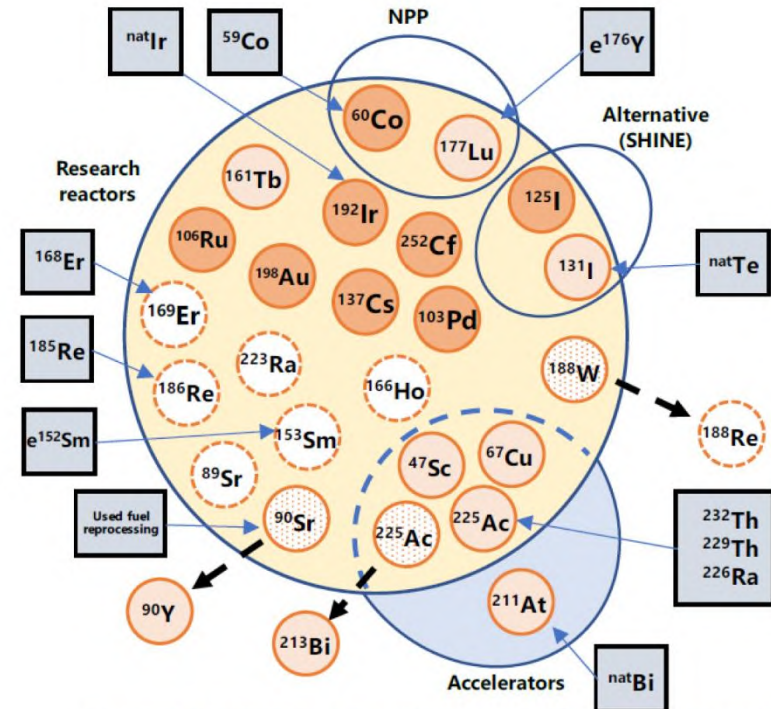 NPP
natIr
59Co
e176Y
60Co
177Lu
Alternative
(SHINE)
Research
reactors
161Tb
192Ir
125I
106Ru
252Cf
131I
natTe
168Er
198Au
137Cs
103Pd
169Er
185Re
223Ra
166Ho
188W
186Re
188Re
e152Sm
153Sm
67Cu
47Sc
89Sr
Used fuel
reprocessing
90Sr
225Ac
225Ac
232Th
229Th
226Ra
90Y
211At
213Bi
Accelerators
natBi